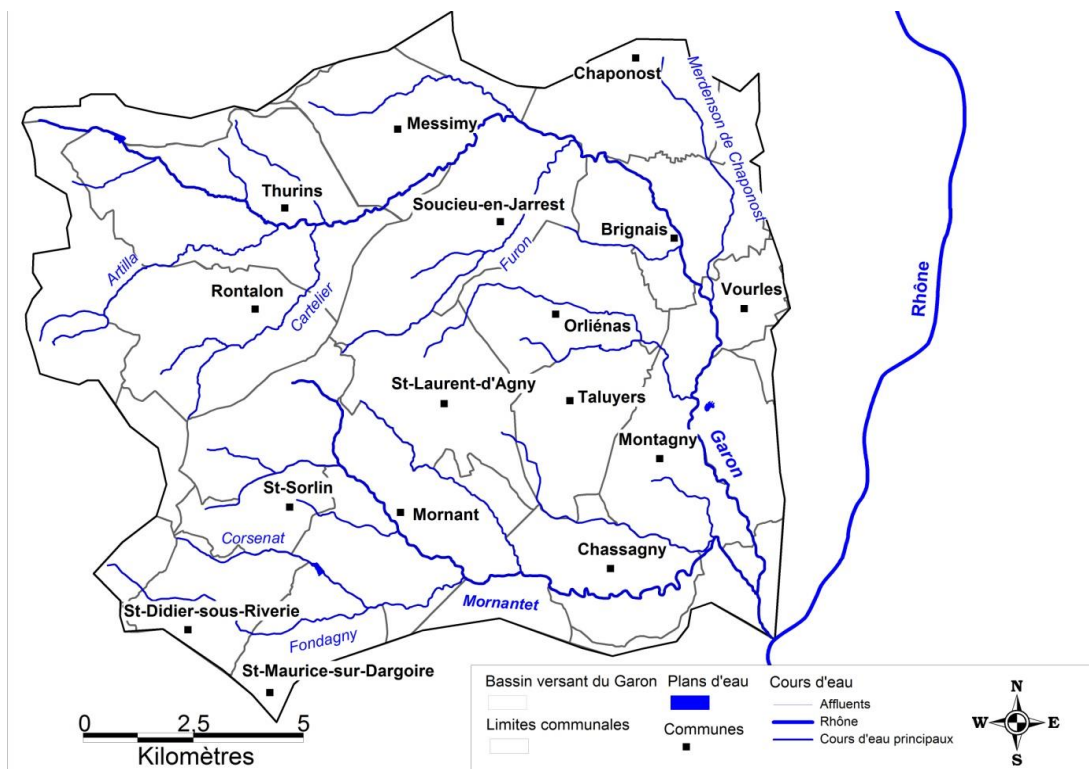 Chaponost
Merdenson de Chaponost
Messimy
Thurins
Soucieu-en-Jarrest
Brignais
Furon
Artilla
Rontalon
Cartelier
Vourles
Rhône
Orliénas
St-Laurent-d'Agny
Taluyers
Montagny
Garon
St-Sorlin
Mornant
Corsenat
Chassagny
Mornantet
St-Didier-sous-Riverie
Fondagny
St-Maurice-sur-Dargoire
0 2,5 5
Kilomètres
Bassin versant du Garon
Limites communales
Plans d'eau
Communes
Cours d'eau
Affluents
Rhône
Cours d'eau principaux
N
W E
S